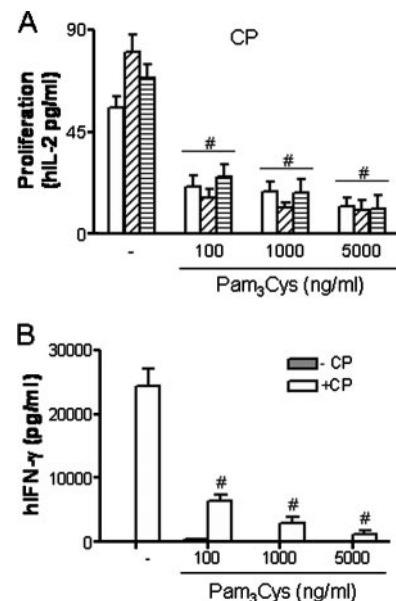 A
CP
Proliferation
(hIL-2 pg/ml)
90
45
0
# # #
- 100 1000 5000
Pam₃Cys (ng/ml)
B
hIFN-γ (pg/ml)
30000
20000
10000
0
- CP
+CP
# # #
- 100 1000 5000
Pam₃Cys (ng/ml)